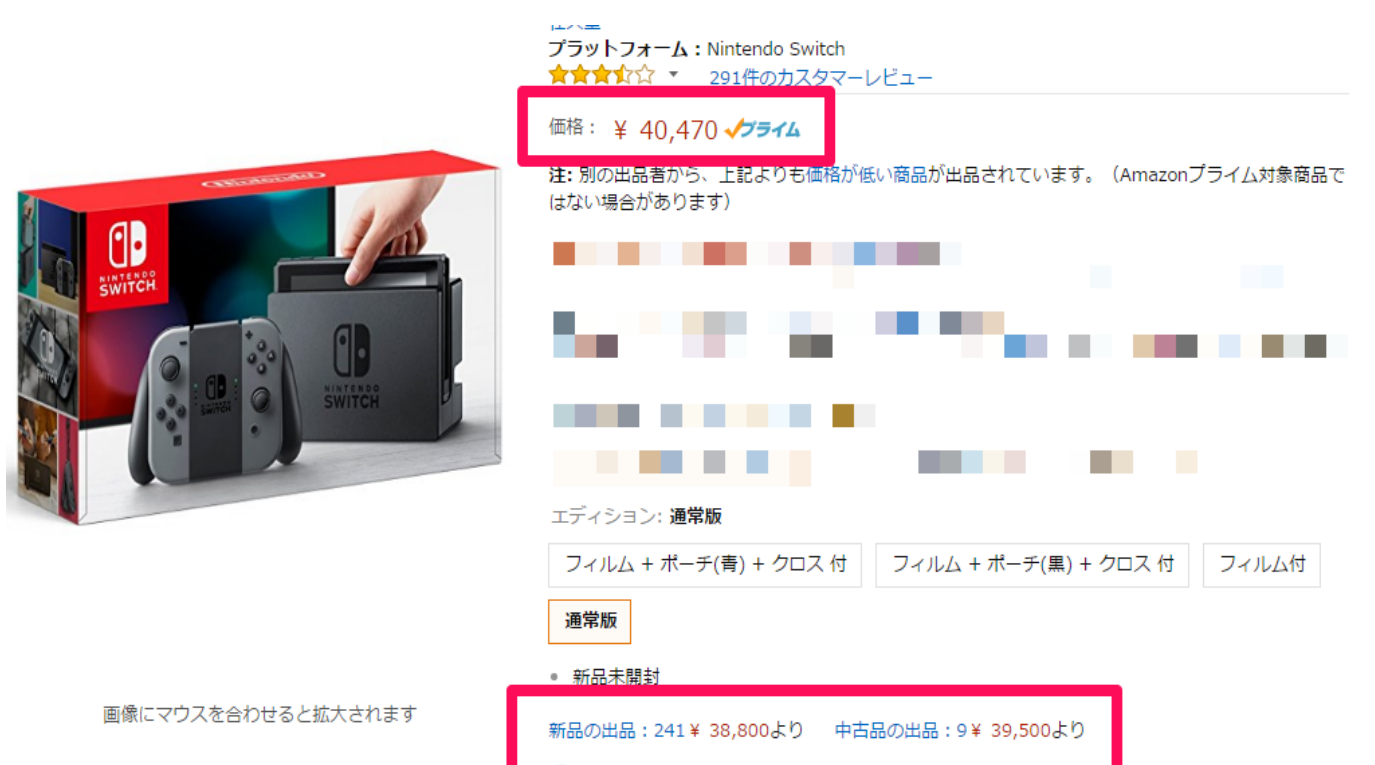 プラットフォーム : Nintendo Switch
291件のカスタマーレビュー
価格 : ￥ 40,470 プライム
注: 別の出品者から、上記よりも価格が低い商品が出品されています。 （Amazonプライム対象商品で
はない場合があります）
Nintendo
NINTENDO
SWITCH.
NINTENDO
SWITCH
NINTENDO
SWITCH
エディション: 通常版
フィルム + ポーチ(青) + クロス 付
フィルム + ポーチ(黒) + クロス 付
フィルム付
通常版
新品未開封
画像にマウスを合わせると拡大されます
新品の出品：241￥ 38,800より
中古品の出品：9￥ 39,500より